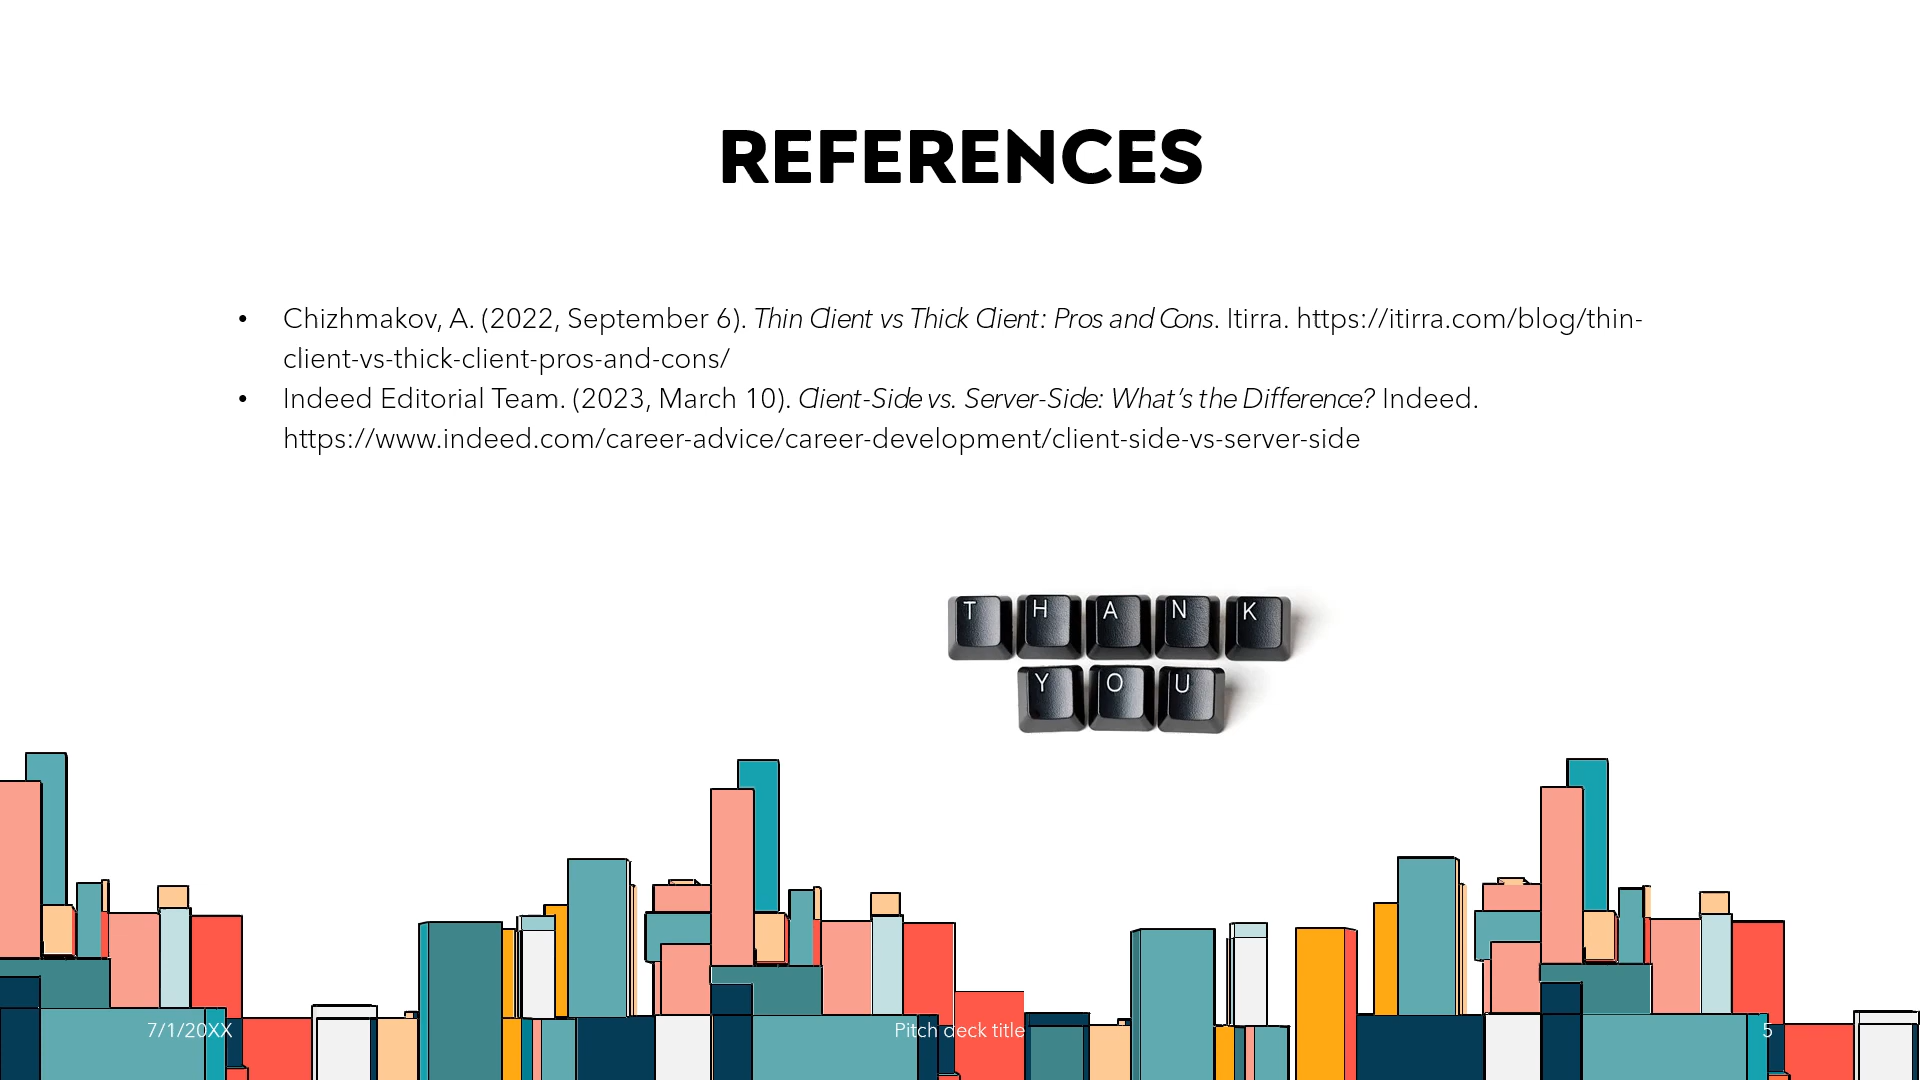 REFERENCES
• Chizhmakov, A. (2022, September 6). Thin Client vs Thick Client: Pros and Cons. Itirra. https://itirra.com/blog/thin-
client-vs-thick-client-pros-and-cons/
• Indeed Editorial Team. (2023, March 10). Client-Side vs. Server-Side: What’s the Difference? Indeed.
https://www.indeed.com/career-advice/career-development/client-side-vs-server-side
THANK
YOU
7/1/20XX
Pitch deck title
5